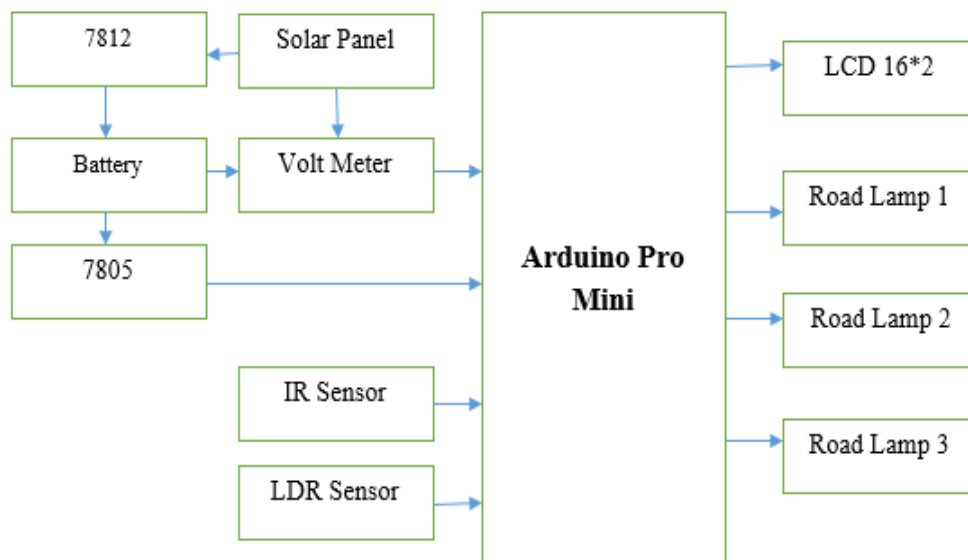 7812
Solar Panel
LCD 16*2
Battery
Volt Meter
Road Lamp 1
7805
Arduino Pro
Mini
Road Lamp 2
IR Sensor
Road Lamp 3
LDR Sensor